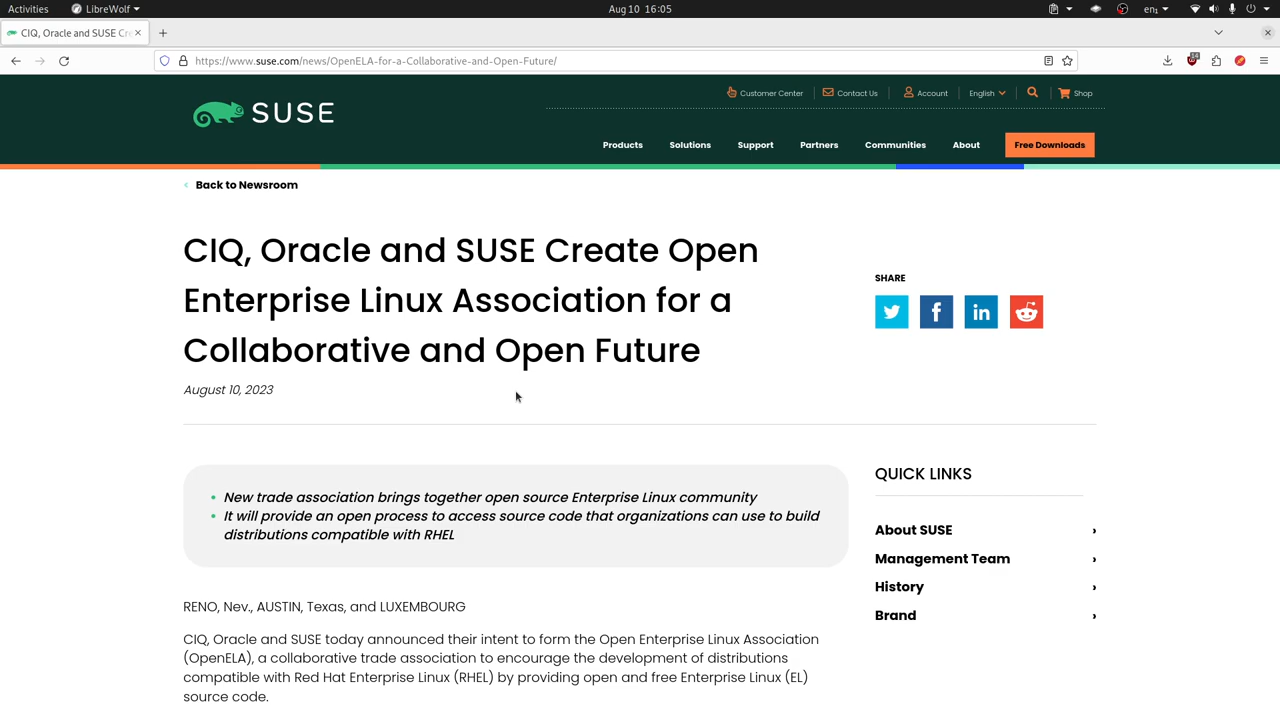 Activities
LibreWolf
Aug 10 16:05
en₁
CIQ, Oracle and SUSE Cre
https://www.suse.com/news/OpenELA-for-a-Collaborative-and-Open-Future/
Customer Center
Contact Us
Account
English
Shop
SUSE
Products
Solutions
Support
Partners
Communities
About
Free Downloads
Back to Newsroom
CIQ, Oracle and SUSE Create Open
Enterprise Linux Association for a
Collaborative and Open Future
August 10, 2023
SHARE
New trade association brings together open source Enterprise Linux community
It will provide an open process to access source code that organizations can use to build
distributions compatible with RHEL
QUICK LINKS
About SUSE
Management Team
History
Brand
RENO, Nev., AUSTIN, Texas, and LUXEMBOURG
CIQ, Oracle and SUSE today announced their intent to form the Open Enterprise Linux Association
(OpenELA), a collaborative trade association to encourage the development of distributions
compatible with Red Hat Enterprise Linux (RHEL) by providing open and free Enterprise Linux (EL)
source code.